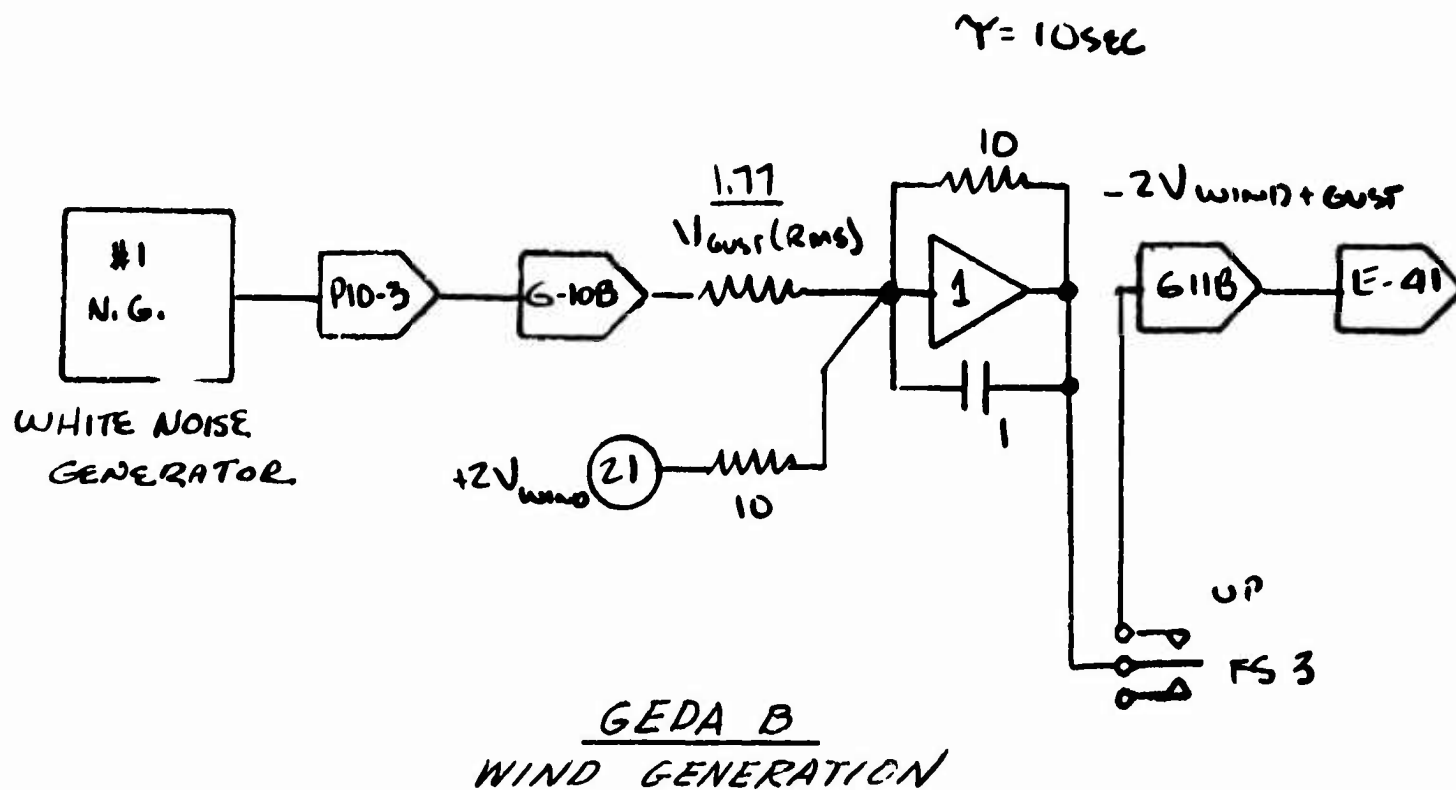 τ = 10SEC
10
1.77
V GUST (RMS)
-2V WIND + GUST
#1
N.G.
P10-3
G-10B
1
611B
E-41
WHITE NOISE
GENERATOR
1
+2V WIND
21
10
UP
FS 3
GEDA B
WIND GENERATION